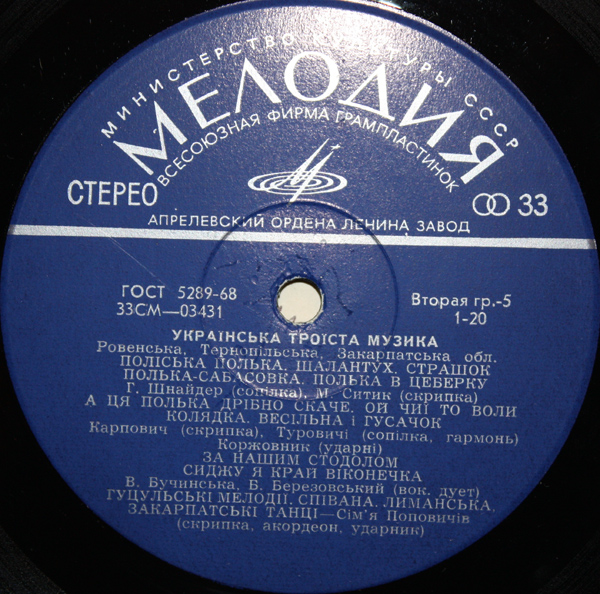 МИНИСТЕРСТВО КУЛЬТУРЫ СССР
МЕЛОДИЯ
ВСЕСОЮЗНАЯ ФИРМА ГРАМПЛАСТИНОК
СТЕРЕО
33
АПРЕЛЕВСКИЙ ОРДЕНА ЛЕНИНА ЗАВОД
ГОСТ 5289-68
33СМ—03431
Вторая гр.-5
1-20
УКРАЇНСЬКА ТРОЇСТА МУЗИКА
Ровенська, Тернопільська, Закарпатська обл.
ПОЛІСЬКА ПОЛЬКА. ШАЛАНТУХ. СТРАШОК
ПОЛЬКА-САБАСОВКА. ПОЛЬКА В ЦЕБЕРКУ
Г. Шнайдер (сопілка), М. Ситик (скрипка)
А ЦЯ ПОЛЬКА ДРІБНО СКАЧЕ. ОЙ ЧИЇ ТО ВОЛИ
КОЛЯДКА. ВЕСІЛЬНА і ГУСАЧОК
Карпович (скрипка), Туровичі (сопілка, гармонь)
Коржовник (ударні)
ЗА НАШИМ СТОДОЛОМ
СИДЖУ Я КРАЙ ВІКОНЕЧКА
В. Бучинська, Б. Березовський (вок. дует)
ГУЦУЛЬСЬКІ МЕЛОДІЇ. СПІВАНА. ЛИМАНСЬКА,
ЗАКАРПАТСЬКІ ТАНЦІ—Сім'я Поповичів
(скрипка, акордеон, ударник)